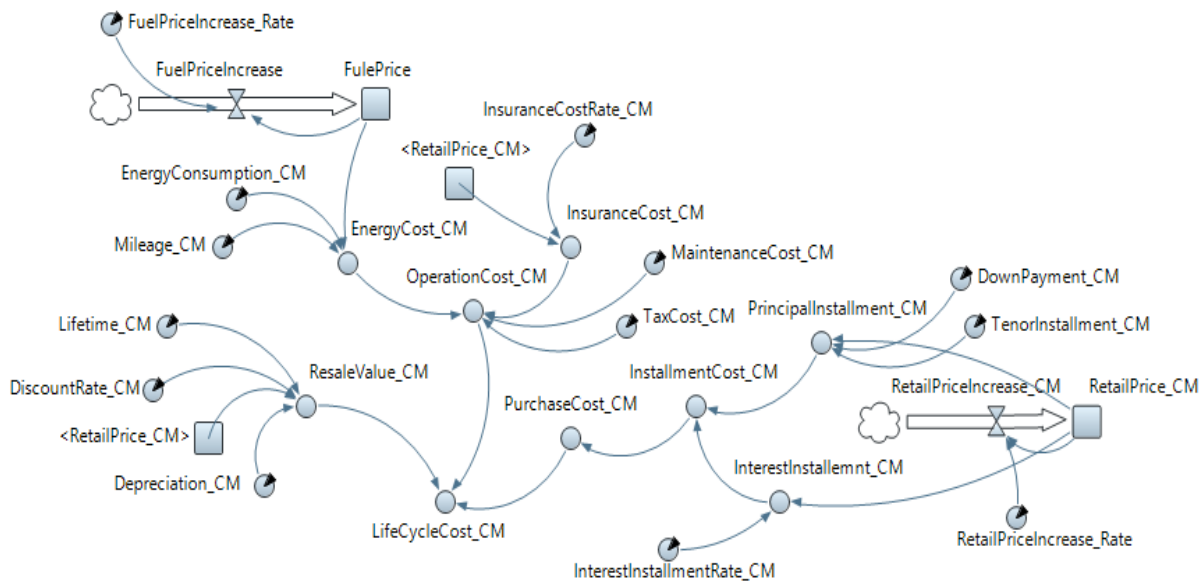 FuelPriceIncrease_Rate
FuelPriceIncrease
FulePrice
InsuranceCostRate_CM
<RetailPrice_CM>
EnergyConsumption_CM
InsuranceCost_CM
EnergyCost_CM
Mileage_CM
MaintenanceCost_CM
OperationCost_CM
DownPayment_CM
PrincipalInstallment_CM
TaxCost_CM
Lifetime_CM
TenorInstallment_CM
ResaleValue_CM
InstallmentCost_CM
DiscountRate_CM
RetailPriceIncrease_CM
RetailPrice_CM
PurchaseCost_CM
<RetailPrice_CM>
InterestInstallemnt_CM
Depreciation_CM
LifeCycleCost_CM
RetailPriceIncrease_Rate
InterestInstallmentRate_CM